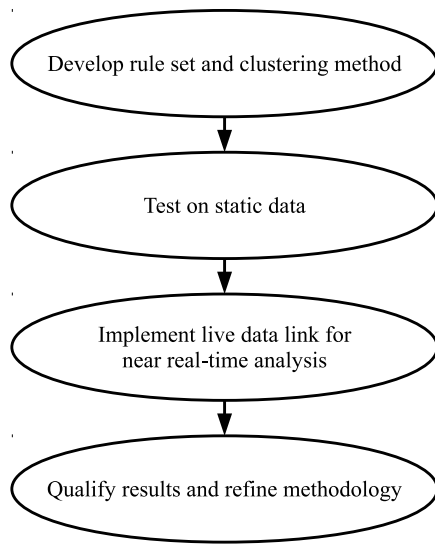 Develop rule set and clustering method
Test on static data
Implement live data link for
near real-time analysis
Qualify results and refine methodology